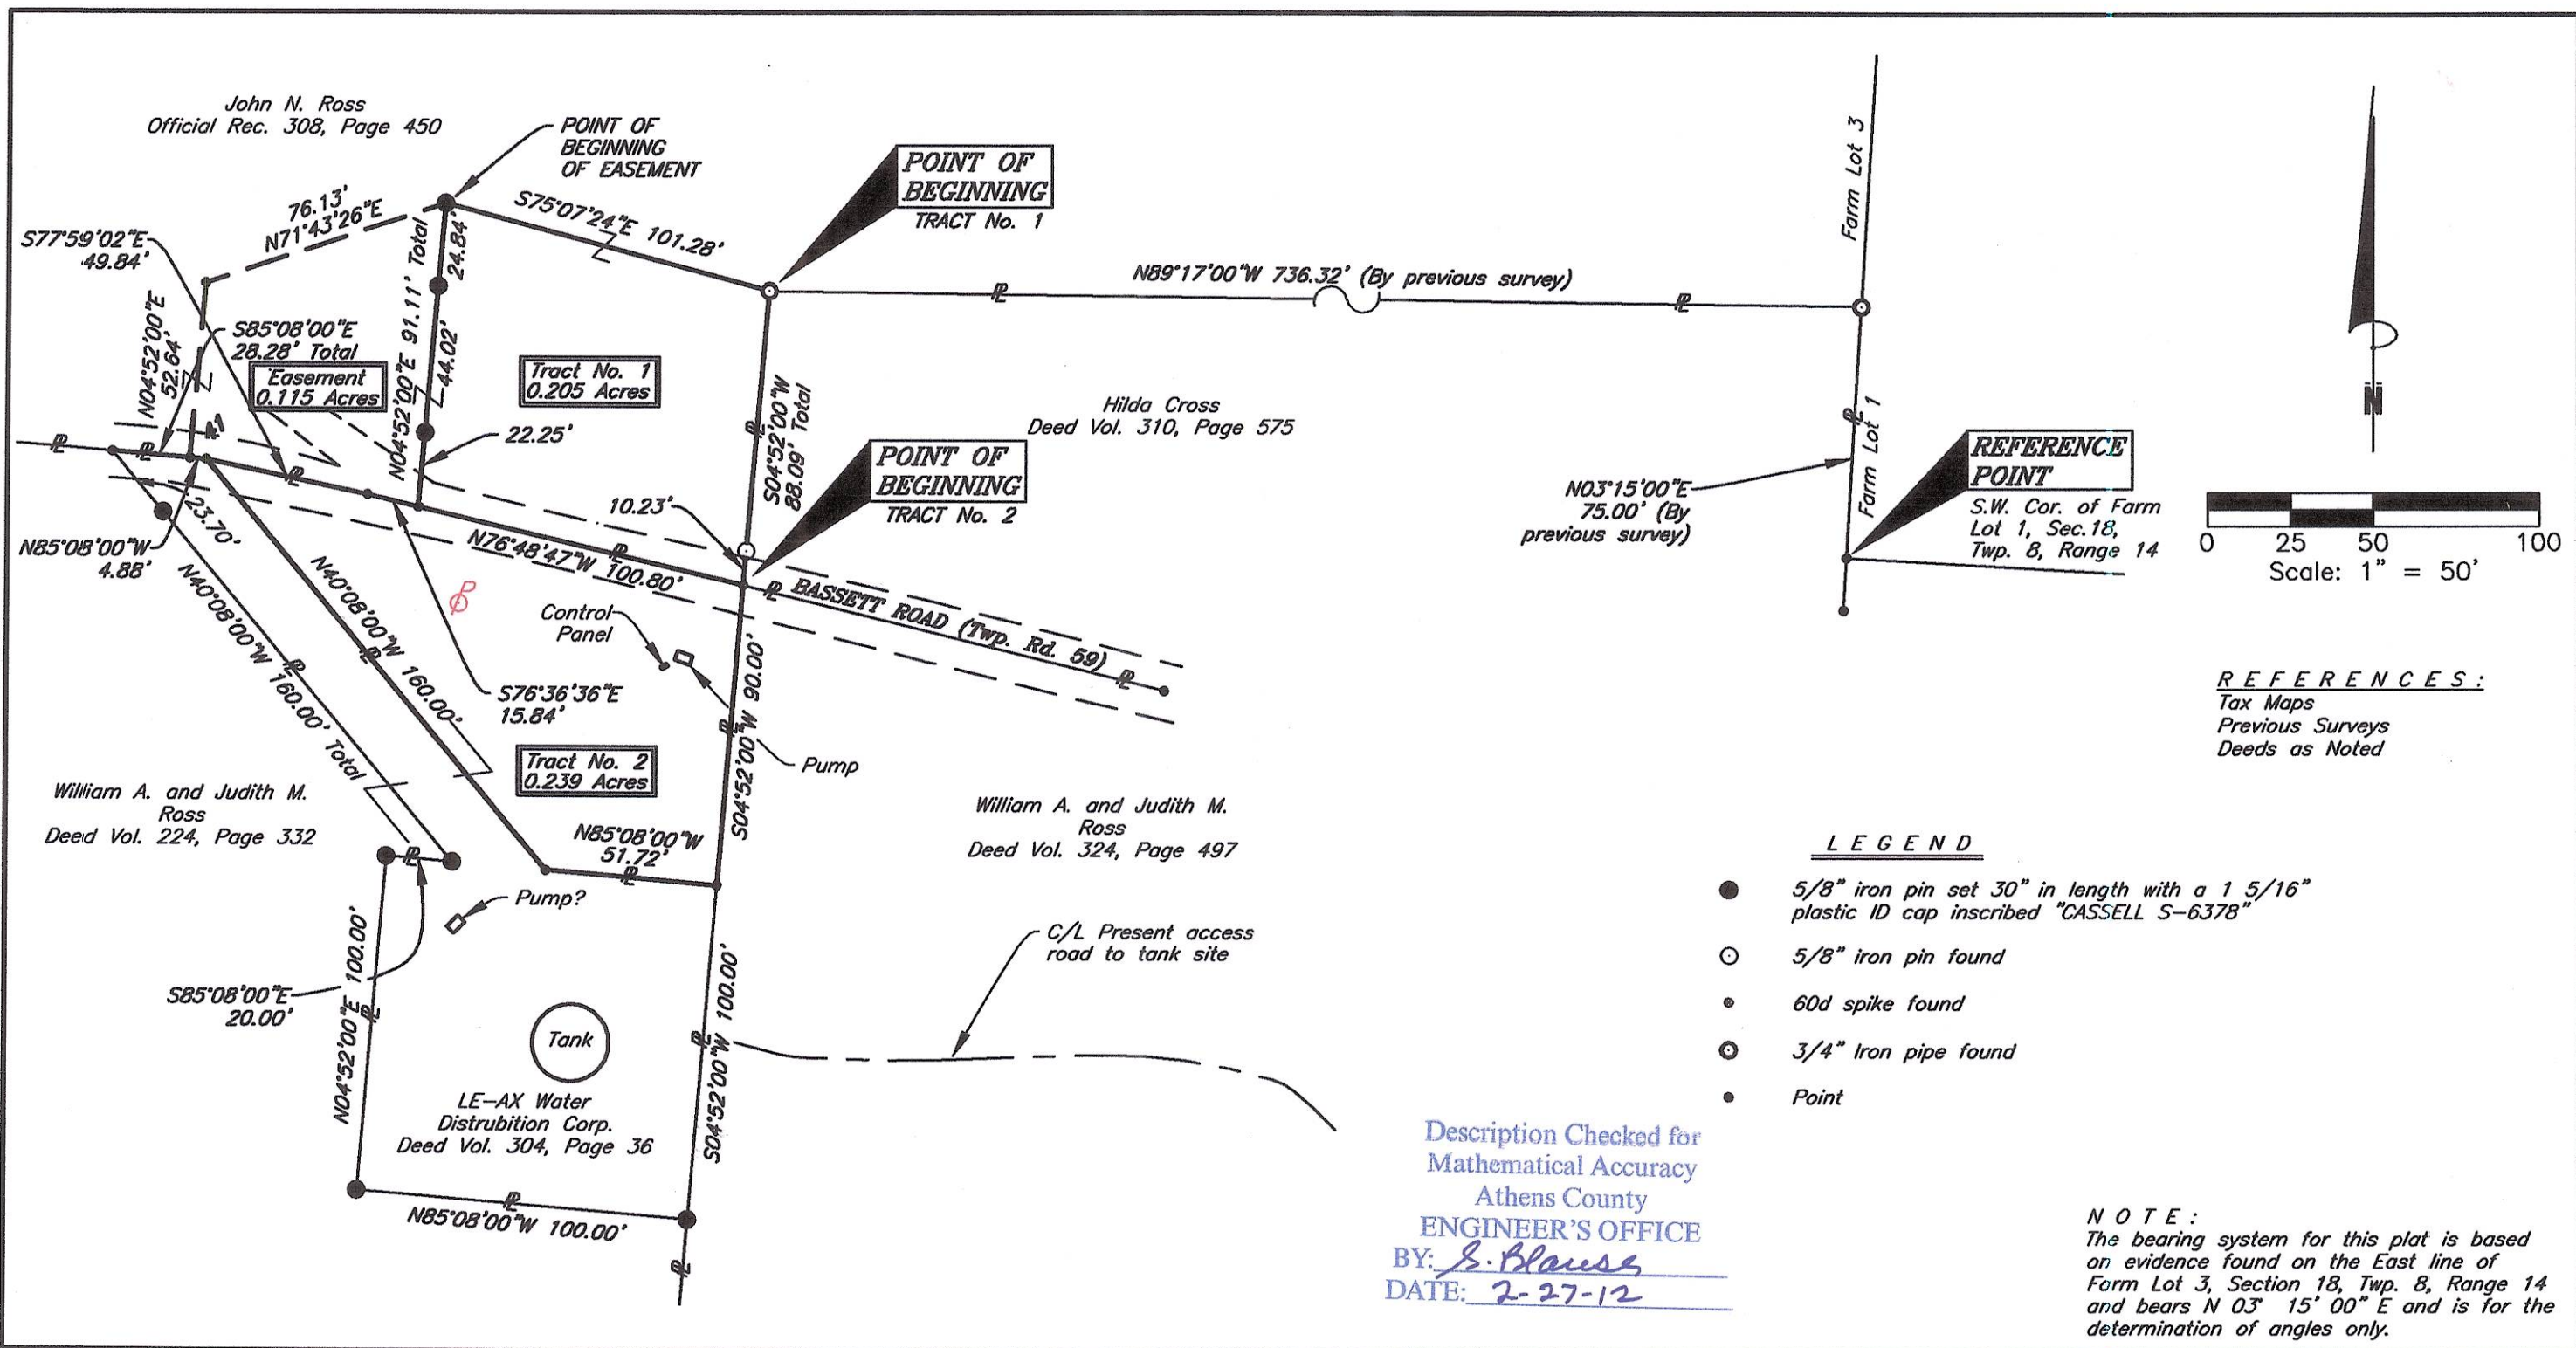 John N. Ross
Official Rec. 308, Page 450
POINT OF
BEGINNING
OF EASEMENT
POINT OF
BEGINNING
TRACT No. 1
76.13'
N71°43'26"E
S75°07'24"E 101.28'
S77°59'02"E
49.84'
N04°52'00"E 91.11' Total
24.84'
44.02'
N89°17'00"W 736.32' (By previous survey)
Farm Lot 3
Farm Lot 1
N
N04°52'00"E
52.64'
S85°08'00"E
28.28' Total
Easement
0.115 Acres
Tract No. 1
0.205 Acres
22.25'
S04°52'00"W
88.09' Total
Hilda Cross
Deed Vol. 310, Page 575
POINT OF
BEGINNING
TRACT No. 2
10.23'
N03°15'00"E
75.00' (By
previous survey)
REFERENCE
POINT
S.W. Cor. of Farm
Lot 1, Sec.18,
Twp. 8, Range 14
0 25 50 100
Scale: 1" = 50'
23.70'
N85°08'00"W
4.88'
N76°48'47"W 100.80'
BASSETT ROAD (Twp. Rd. 59)
N40°08'00"W 160.00' Total
N40°08'00"W 160.00'
Control
Panel
S76°36'36"E
15.84'
Pump
S04°52'00"W 90.00'
Tract No. 2
0.239 Acres
REFERENCES:
Tax Maps
Previous Surveys
Deeds as Noted
William A. and Judith M.
Ross
Deed Vol. 224, Page 332
N85°08'00"W
51.72'
William A. and Judith M.
Ross
Deed Vol. 324, Page 497
Pump?
C/L Present access
road to tank site
S85°08'00"E
20.00'
N04°52'00"E 100.00'
S04°52'00"W 100.00'
Tank
LE-AX Water
Distrubition Corp.
Deed Vol. 304, Page 36
N85°08'00"W 100.00'
LEGEND
5/8" iron pin set 30" in length with a 1 5/16"
plastic ID cap inscribed "CASSELL S-6378"
5/8" iron pin found
60d spike found
3/4" Iron pipe found
Point
Description Checked for
Mathematical Accuracy
Athens County
ENGINEER'S OFFICE
BY: S.
DATE: 2-27-12
NOTE:
The bearing system for this plat is based
on evidence found on the East line of
Farm Lot 3, Section 18, Twp. 8, Range 14
and bears N 03° 15' 00" E and is for the
determination of angles only.